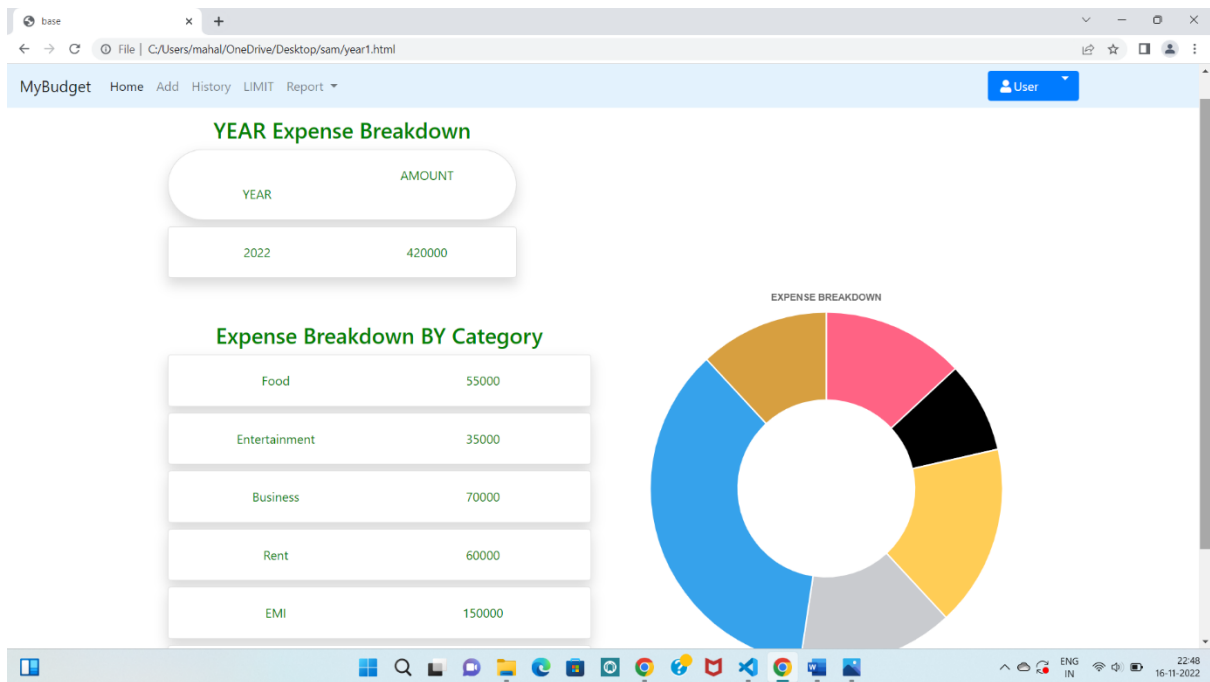 base
File | C:/Users/mahal/OneDrive/Desktop/sam/year1.html
MyBudget Home Add History LIMIT Report User
YEAR Expense Breakdown
YEAR AMOUNT
2022 420000
Expense Breakdown BY Category
Food 55000
Entertainment 35000
Business 70000
Rent 60000
EMI 150000
EXPENSE BREAKDOWN
ENG 22:48
IN 16-11-2022